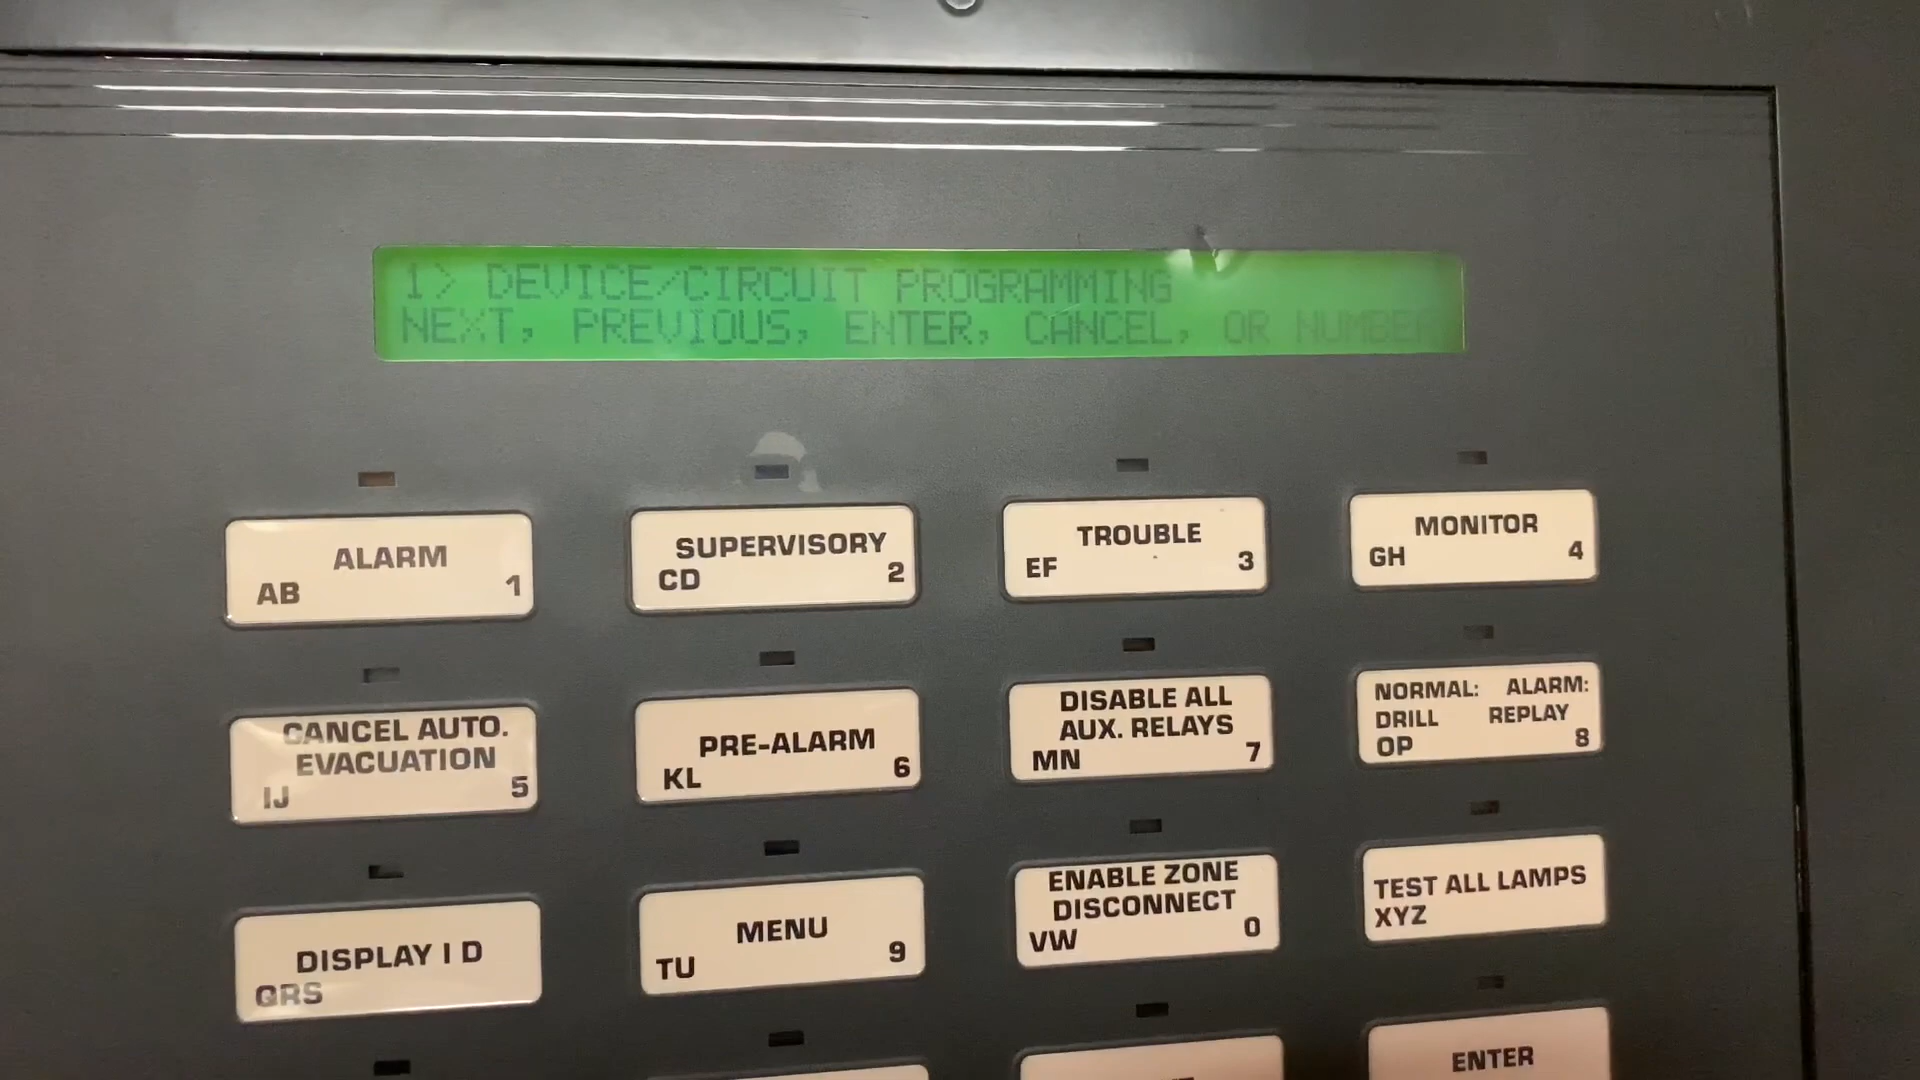 1> DEVICE/CIRCUIT PROGRAMMING
NEXT, PREVIOUS, ENTER, CANCEL, OR NUMBER
ALARM
AB 1
SUPERVISORY
CD 2
TROUBLE
EF 3
MONITOR
GH 4
CANCEL AUTO.
EVACUATION
IJ 5
PRE-ALARM
KL 6
DISABLE ALL
AUX. RELAYS
MN 7
NORMAL: ALARM:
DRILL REPLAY
OP 8
DISPLAY I D
QRS
MENU
TU 9
ENABLE ZONE
DISCONNECT
VW 0
TEST ALL LAMPS
XYZ
ENTER